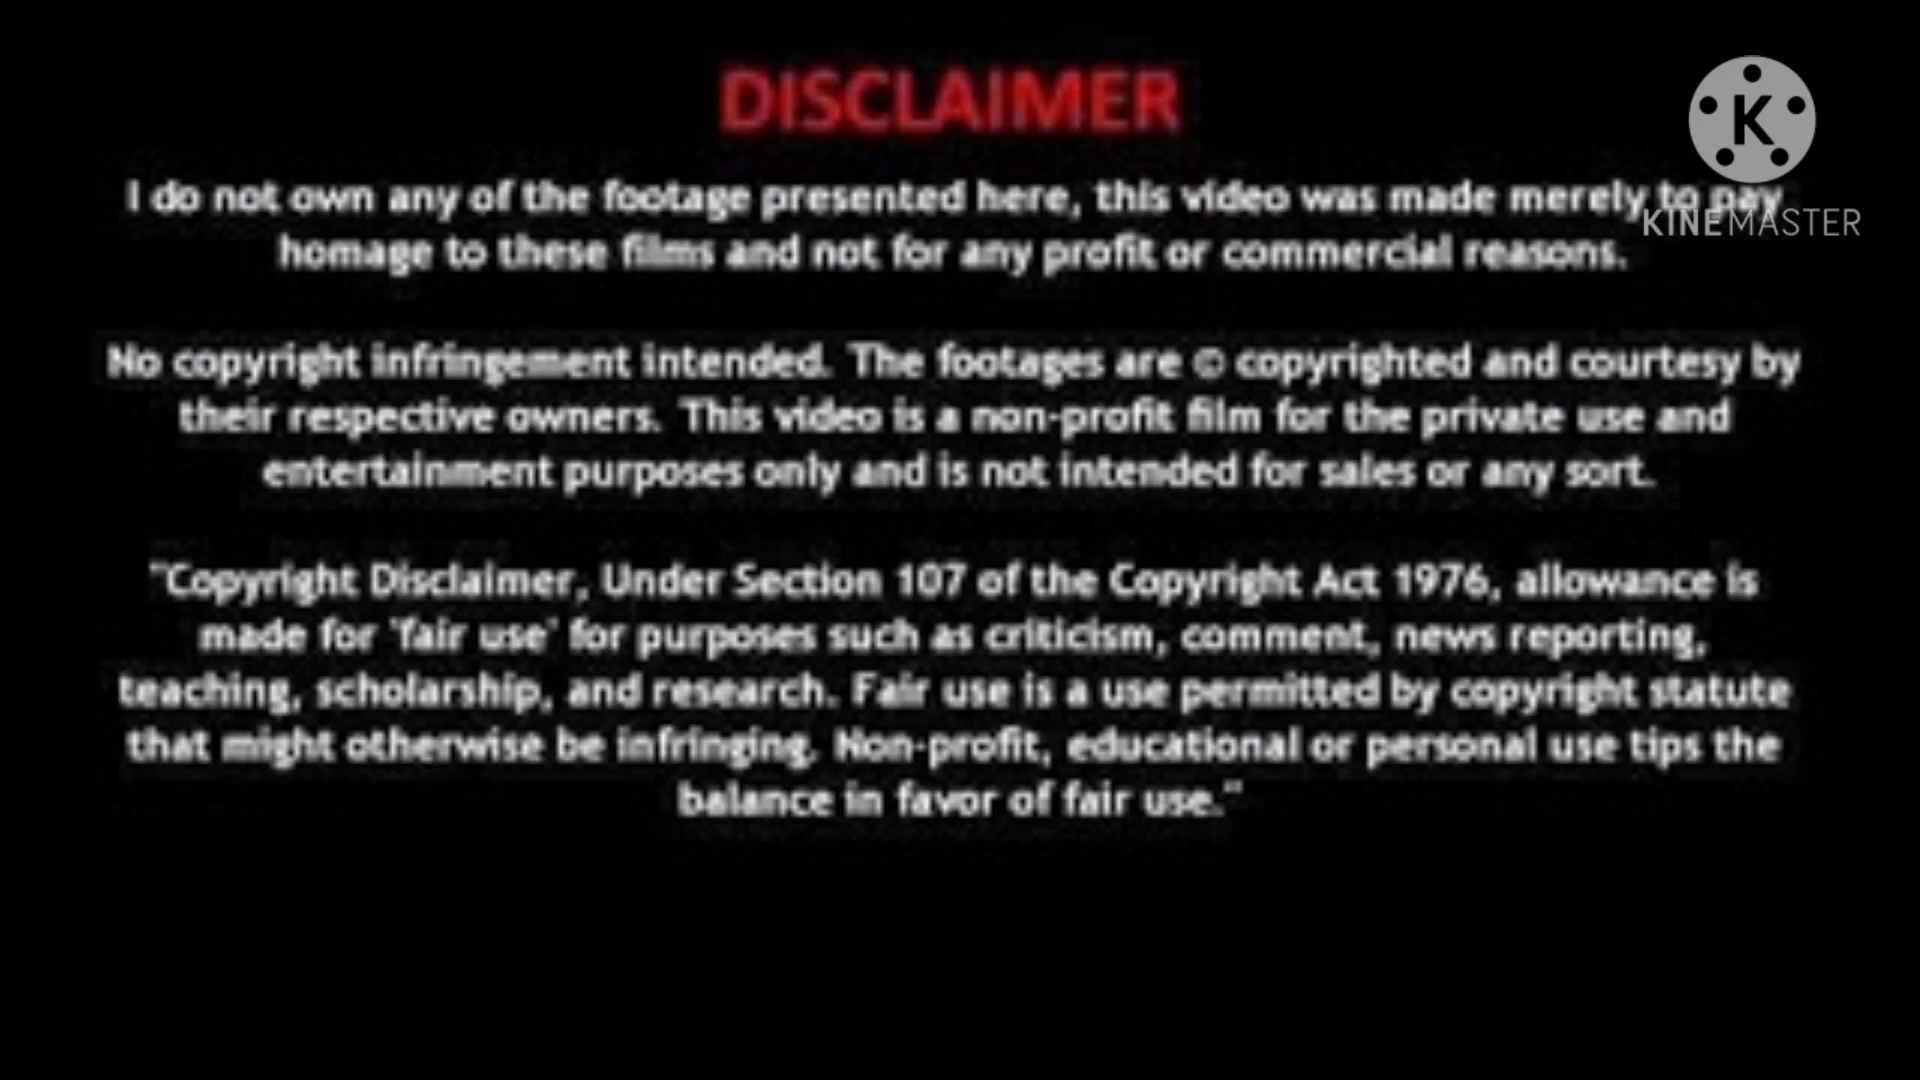 DISCLAIMER
I do not own any of the footage presented here, this video was made merely to pay
homage to these films and not for any profit or commercial reasons.
No copyright infringement intended. The footages are © copyrighted and courtesy by
their respective owners. This video is a non-profit film for the private use and
entertainment purposes only and is not intended for sales or any sort.
"Copyright Disclaimer, Under Section 107 of the Copyright Act 1976, allowance is
made for 'fair use' for purposes such as criticism, comment, news reporting,
teaching, scholarship, and research. Fair use is a use permitted by copyright statute
that might otherwise be infringing. Non-profit, educational or personal use tips the
balance in favor of fair use."
K
KINEMASTER